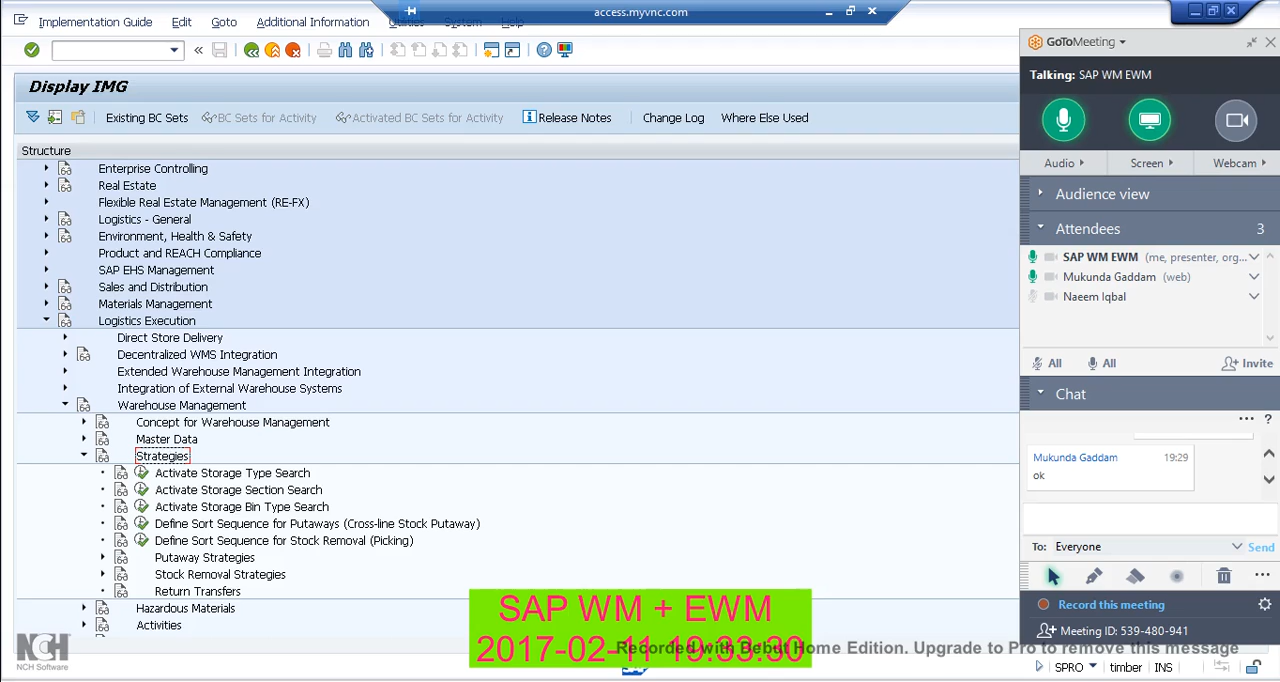 Implementation Guide Edit Goto Additional Information Utilities System Help
access.myvnc.com
Display IMG
Existing BC Sets BC Sets for Activity Activated BC Sets for Activity Release Notes Change Log Where Else Used
Structure
Enterprise Controlling
Real Estate
Flexible Real Estate Management (RE-FX)
Logistics - General
Environment, Health & Safety
Product and REACH Compliance
SAP EHS Management
Sales and Distribution
Materials Management
Logistics Execution
Direct Store Delivery
Decentralized WMS Integration
Extended Warehouse Management Integration
Integration of External Warehouse Systems
Warehouse Management
Concept for Warehouse Management
Master Data
Strategies
Activate Storage Type Search
Activate Storage Section Search
Activate Storage Bin Type Search
Define Sort Sequence for Putaways (Cross-line Stock Putaway)
Define Sort Sequence for Stock Removal (Picking)
Putaway Strategies
Stock Removal Strategies
Return Transfers
Hazardous Materials
Activities
SAP WM + EWM
2017-02-11 19:33:30
NCH
NCH Software
Recorded with Debut Home Edition. Upgrade to Pro to remove this message
SPRO timber INS
GoToMeeting
Talking: SAP WM EWM
Audio Screen Webcam
Audience view
Attendees 3
SAP WM EWM (me, presenter, org...
Mukunda Gaddam (web)
Naeem Iqbal
All All Invite
Chat
... ?
Mukunda Gaddam 19:29
ok
To: Everyone Send
Record this meeting
Meeting ID: 539-480-941